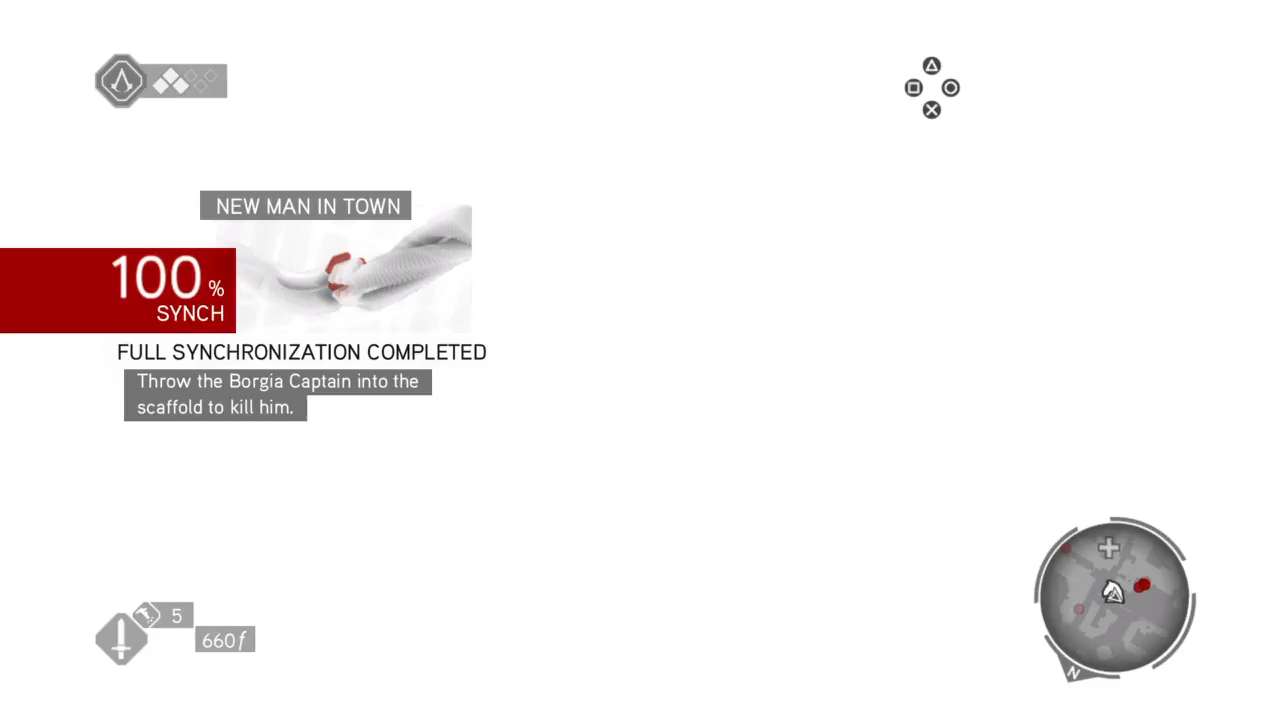 NEW MAN IN TOWN
100 %
SYNCH
FULL SYNCHRONIZATION COMPLETED
Throw the Borgia Captain into the
scaffold to kill him.
5
660ƒ
N